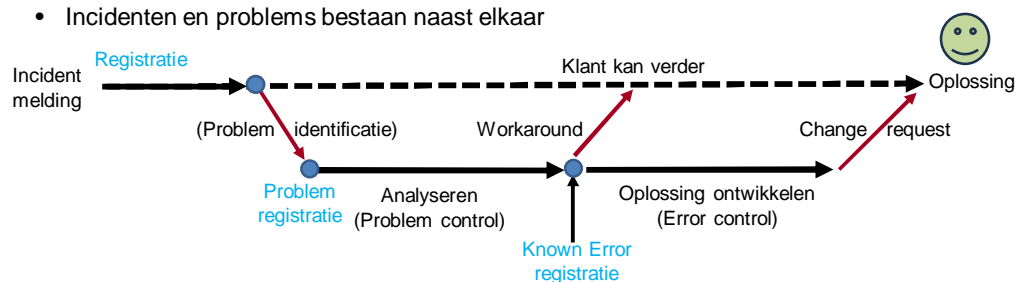 • Incidenten en problems bestaan naast elkaar
Registratie
Incident
melding
Klant kan verder
Oplossing
(Problem identificatie)
Workaround
Change request
Problem
registratie
Analyseren
(Problem control)
Oplossing ontwikkelen
(Error control)
Known Error
registratie